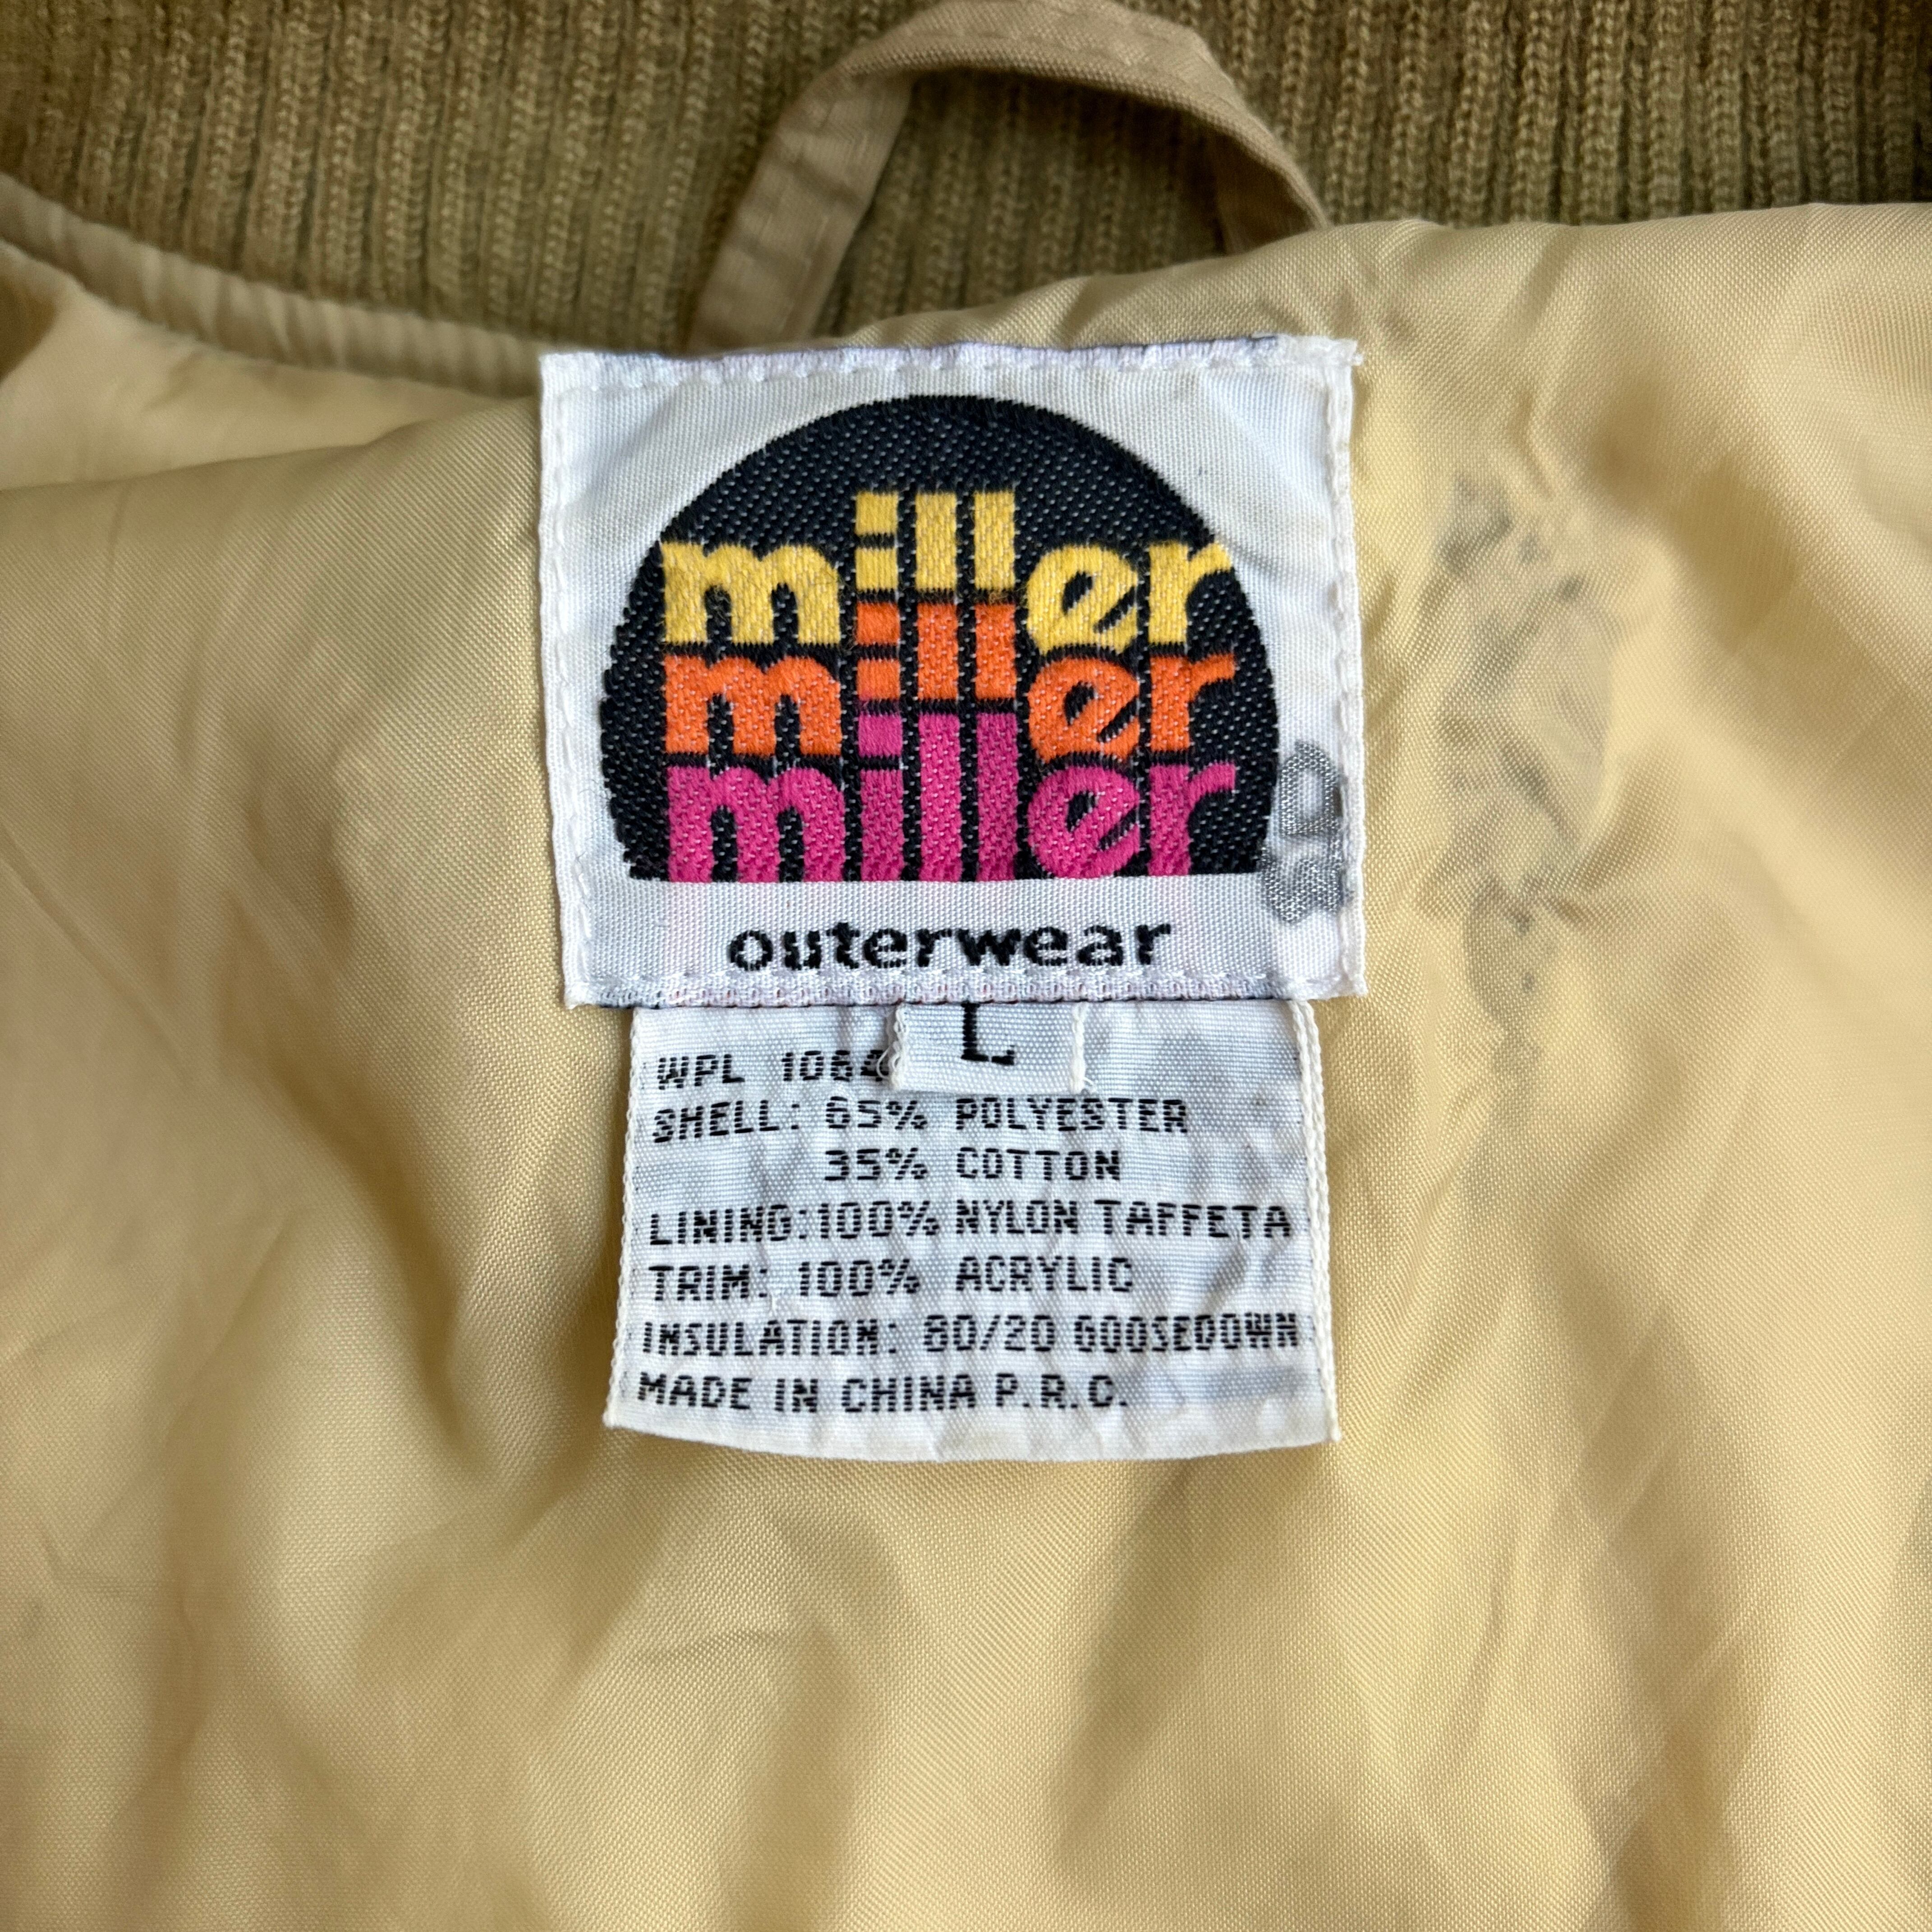 miller
miller
miller
outerwear
L
WPL
SHELL: 65% POLYESTER
35% COTTON
LINING:100% NYLON TAFFETA
TRIM: 100% ACRYLIC
INSULATION: 80/20 GOOSEDOWN
MADE IN CHINA P.R.C.